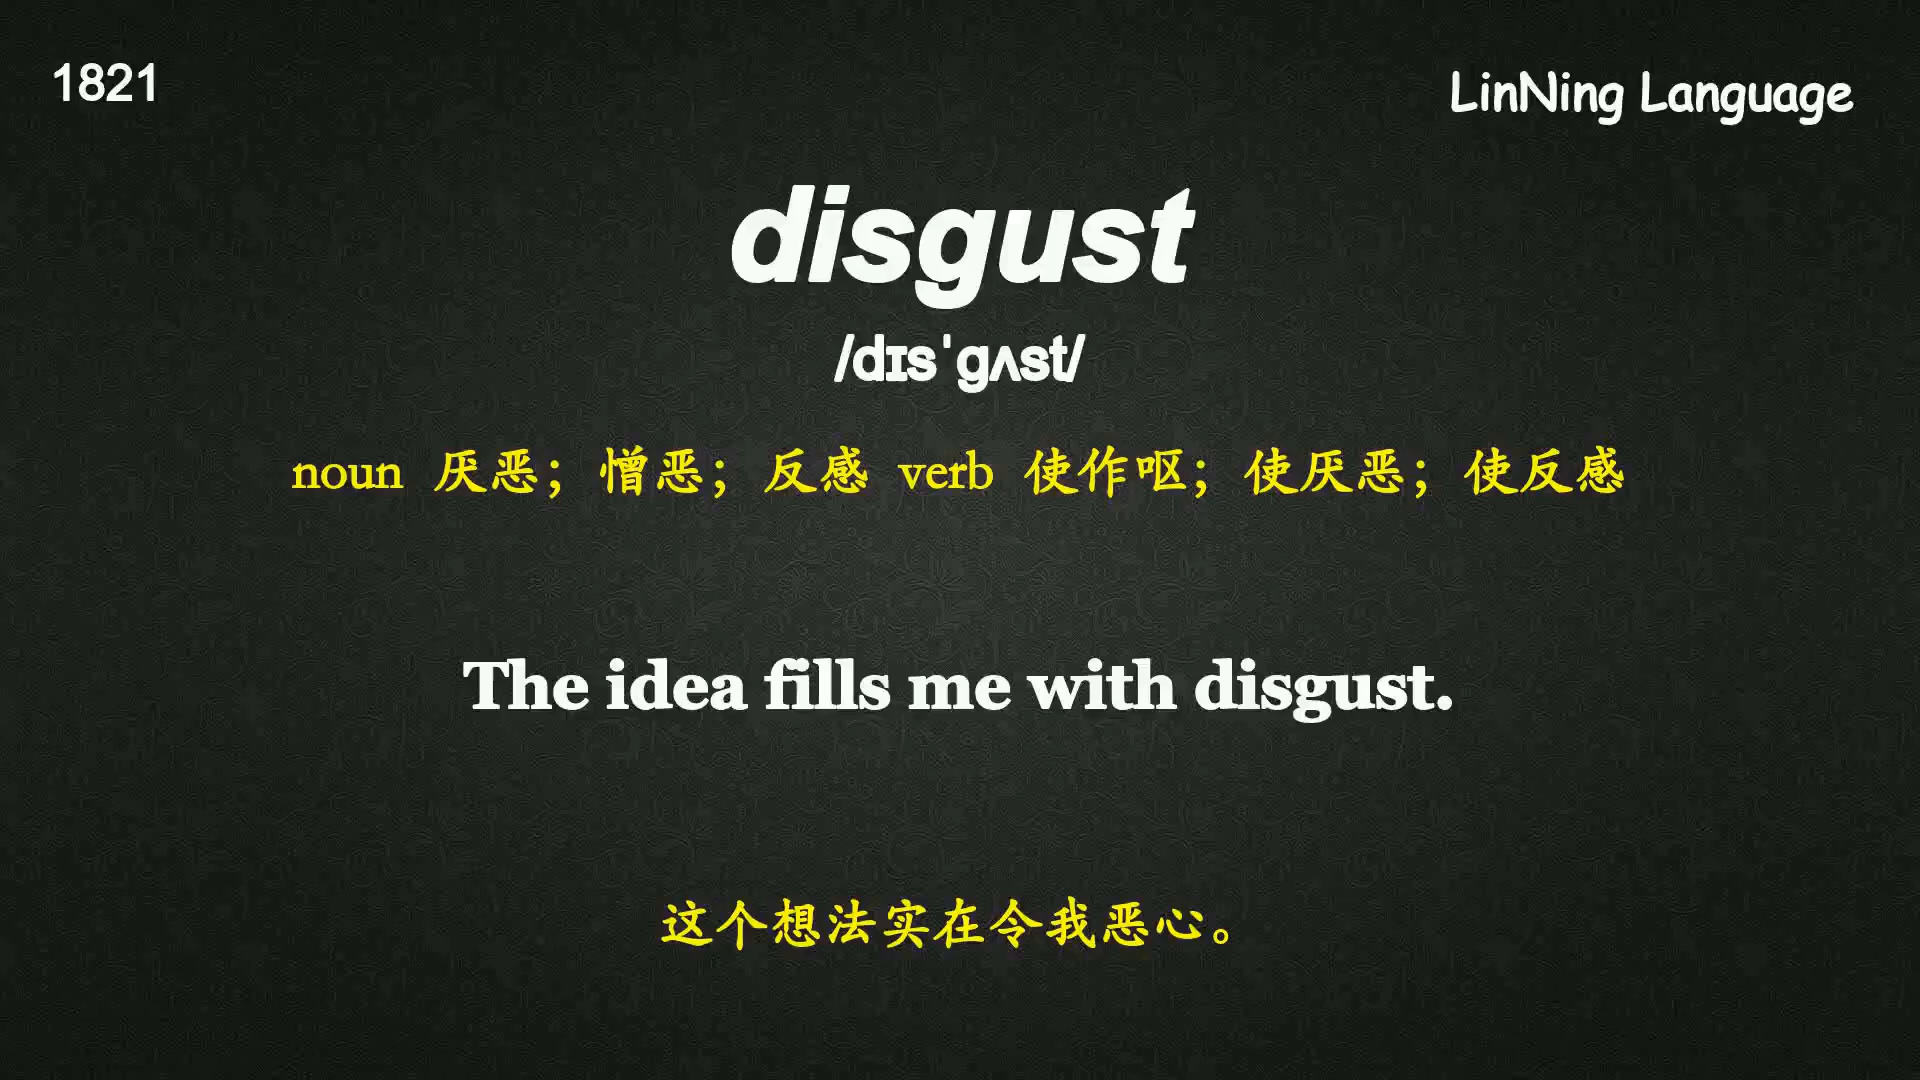 1821
LinNing Language
disgust
/dɪsˈɡʌst/
noun 厌恶；憎恶；反感 verb 使作呕；使厌恶；使反感
The idea fills me with disgust.
这个想法实在令我恶心。